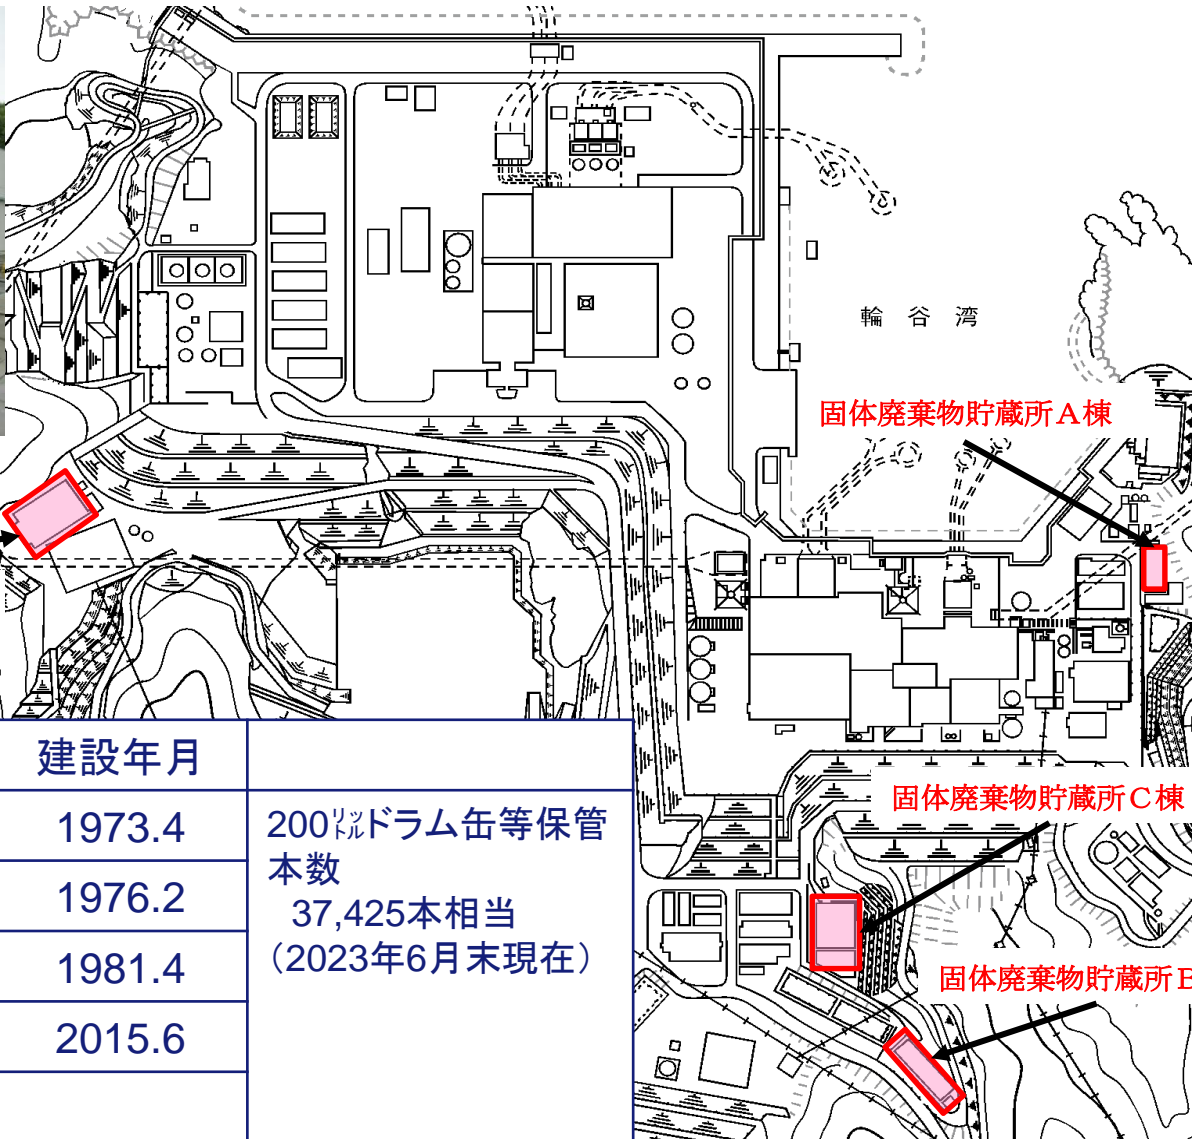 輪谷湾
固体廃棄物貯蔵所A棟
固体廃棄物貯蔵所C棟
固体廃棄物貯蔵所B
建設年月
1973.4
1976.2
1981.4
2015.6
200㍑ドラム缶等保管
本数
37,425本相当
（2023年6月末現在）